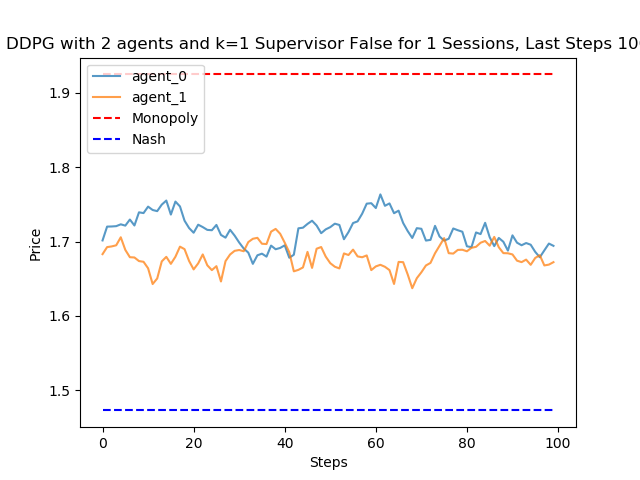 DDPG with 2 agents and k=1 Supervisor False for 1 Sessions, Last Steps 10
agent_0
agent_1
Monopoly
Nash
1.9
1.8
1.7
1.6
1.5
Price
0 20 40 60 80 100
Steps